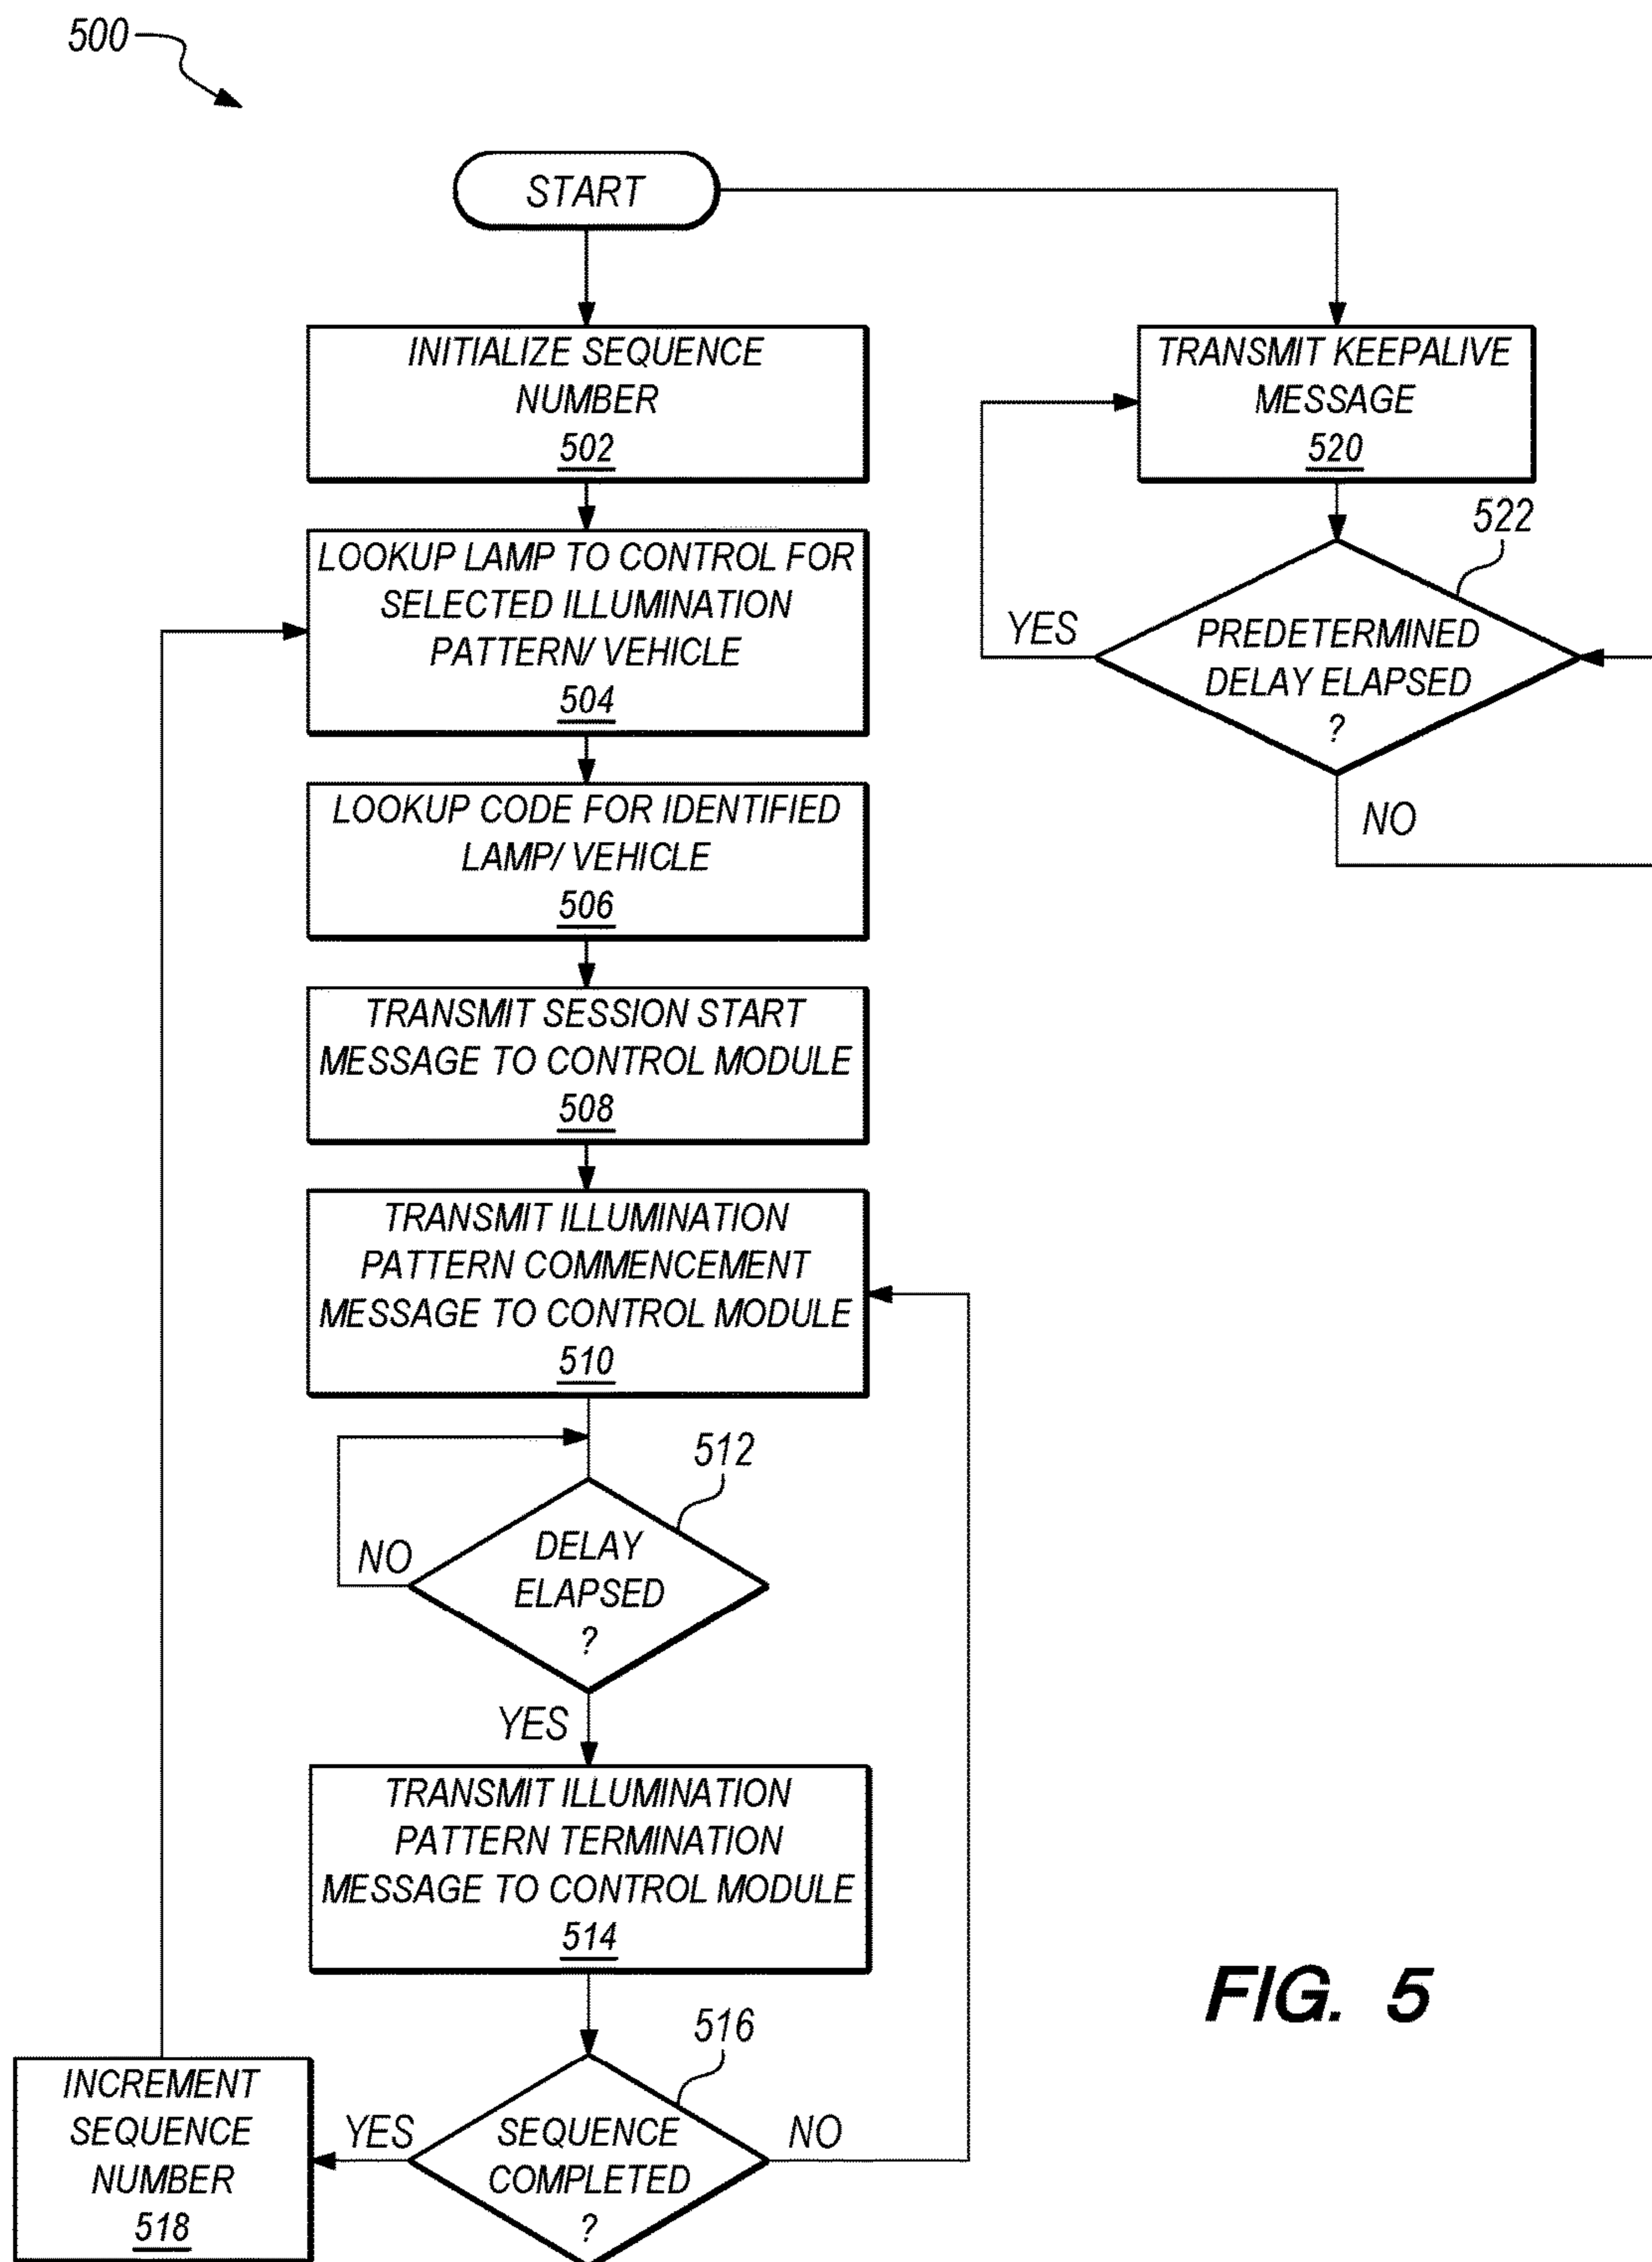 500
START
INITIALIZE SEQUENCE
NUMBER
502
LOOKUP LAMP TO CONTROL FOR
SELECTED ILLUMINATION
PATTERN/ VEHICLE
504
LOOKUP CODE FOR IDENTIFIED
LAMP/ VEHICLE
506
TRANSMIT SESSION START
MESSAGE TO CONTROL MODULE
508
TRANSMIT ILLUMINATION
PATTERN COMMENCEMENT
MESSAGE TO CONTROL MODULE
510
512
DELAY
ELAPSED
?
NO
YES
TRANSMIT ILLUMINATION
PATTERN TERMINATION
MESSAGE TO CONTROL MODULE
514
516
SEQUENCE
COMPLETED
?
YES
NO
INCREMENT
SEQUENCE
NUMBER
518
TRANSMIT KEEPALIVE
MESSAGE
520
522
PREDETERMINED
DELAY ELAPSED
?
YES
NO
FIG. 5